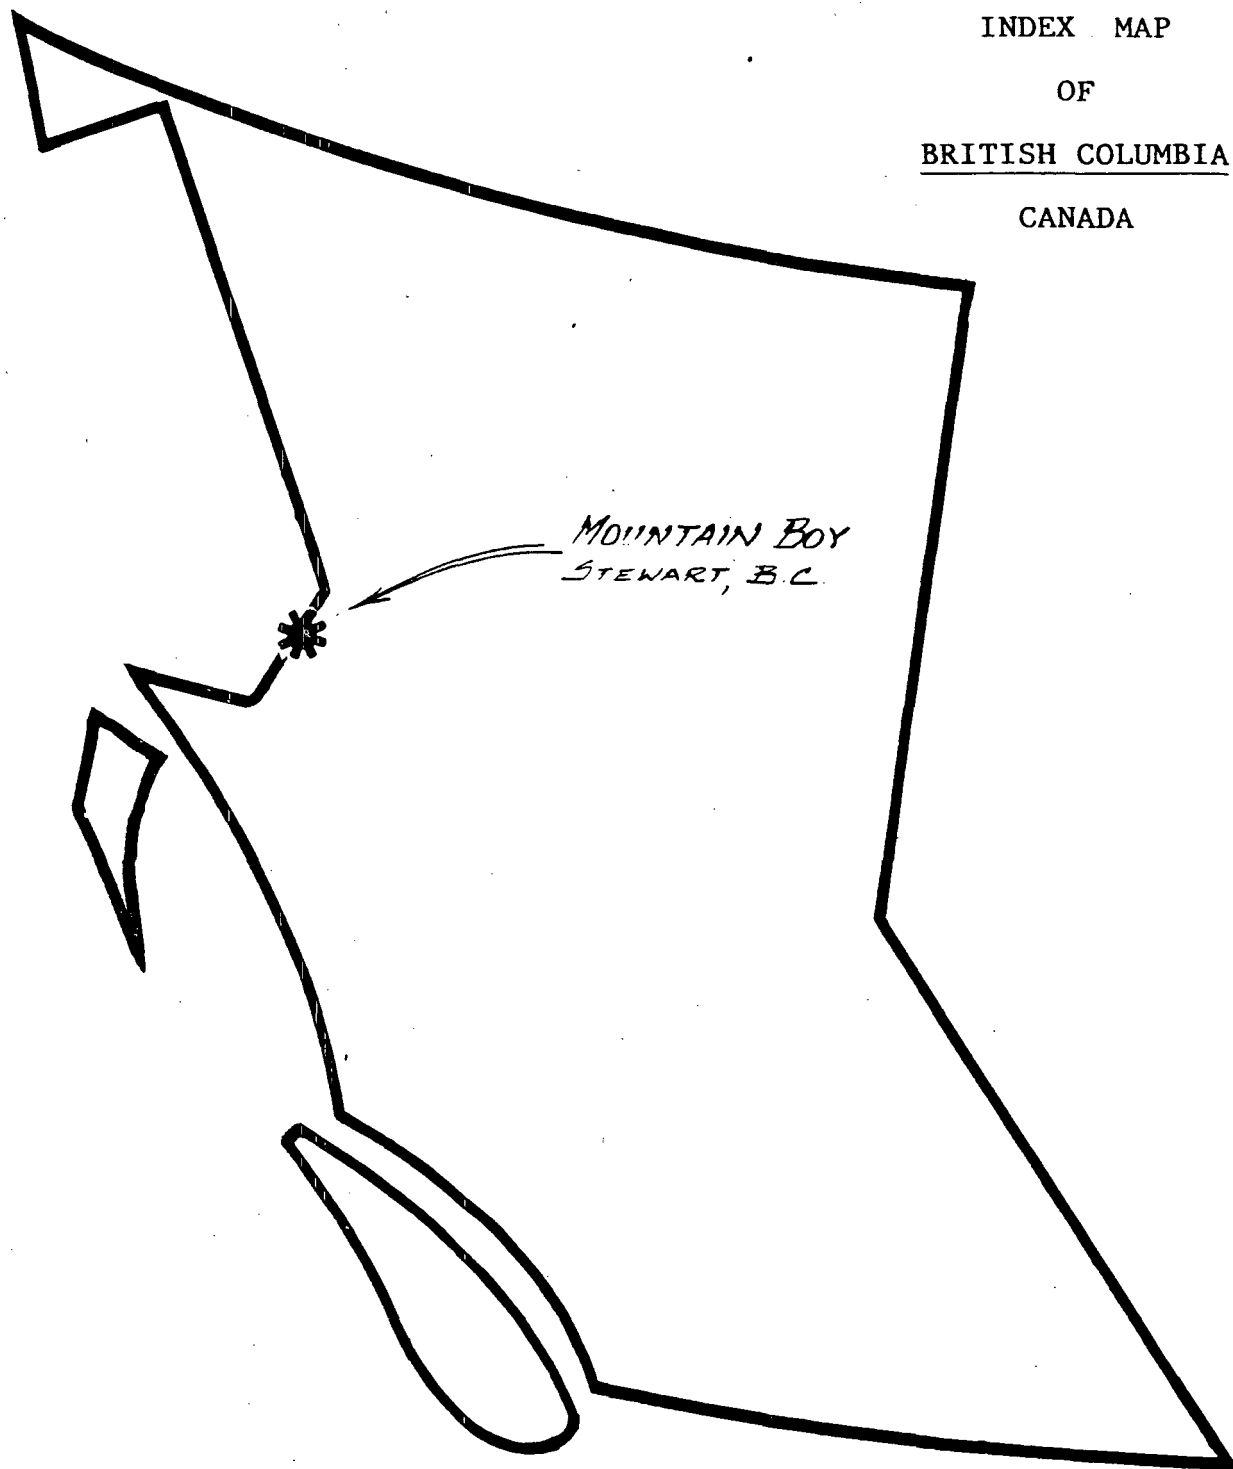 INDEX MAP
OF
BRITISH COLUMBIA
CANADA
MOUNTAIN BOY
STEWART, B.C.